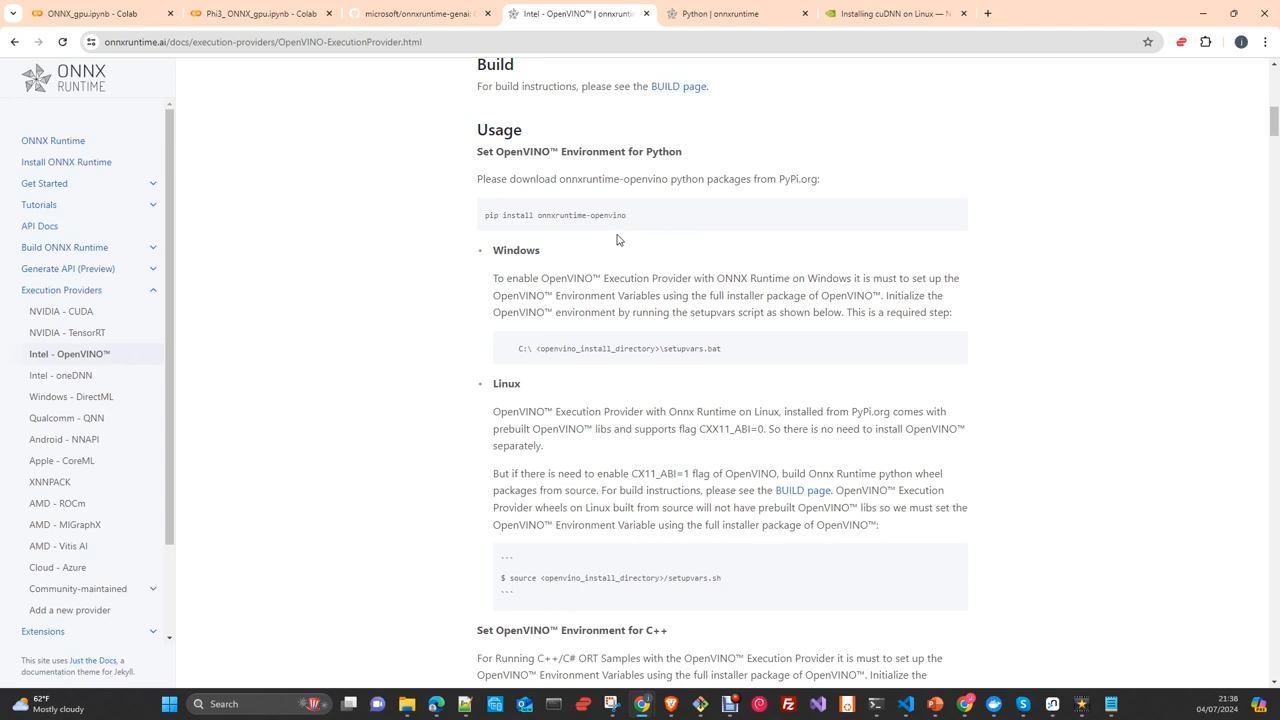 ONNX_gpu.ipynb - Colab
Phi3_ ONNX_gpu.ipynb - Colab
microsoft/onnxruntime-genai: G
Intel - OpenVINO™ | onnxruntim
Python | onnxruntime
Installing cuDNN on Linux — N
onnxruntime.ai/docs/execution-providers/OpenVINO-ExecutionProvider.html
ONNX
RUNTIME
ONNX Runtime
Install ONNX Runtime
Get Started
Tutorials
API Docs
Build ONNX Runtime
Generate API (Preview)
Execution Providers
NVIDIA - CUDA
NVIDIA - TensorRT
Intel - OpenVINO™
Intel - oneDNN
Windows - DirectML
Qualcomm - QNN
Android - NNAPI
Apple - CoreML
XNNPACK
AMD - ROCm
AMD - MIGraphX
AMD - Vitis AI
Cloud - Azure
Community-maintained
Add a new provider
Extensions
This site uses Just the Docs, a
documentation theme for Jekyll.
Build
For build instructions, please see the BUILD page.
Usage
Set OpenVINO™ Environment for Python
Please download onnxruntime-openvino python packages from PyPi.org:
pip install onnxruntime-openvino
• Windows
To enable OpenVINO™ Execution Provider with ONNX Runtime on Windows it is must to set up the
OpenVINO™ Environment Variables using the full installer package of OpenVINO™. Initialize the
OpenVINO™ environment by running the setupvars script as shown below. This is a required step:
C:\ <openvino_install_directory>\setupvars.bat
• Linux
OpenVINO™ Execution Provider with Onnx Runtime on Linux, installed from PyPi.org comes with
prebuilt OpenVINO™ libs and supports flag CXX11_ABI=0. So there is no need to install OpenVINO™
separately.
But if there is need to enable CX11_ABI=1 flag of OpenVINO, build Onnx Runtime python wheel
packages from source. For build instructions, please see the BUILD page. OpenVINO™ Execution
Provider wheels on Linux built from source will not have prebuilt OpenVINO™ libs so we must set the
OpenVINO™ Environment Variable using the full installer package of OpenVINO™:
```
$ source <openvino_install_directory>/setupvars.sh
```
Set OpenVINO™ Environment for C++
For Running C++/C# ORT Samples with the OpenVINO™ Execution Provider it is must to set up the
OpenVINO™ Environment Variables using the full installer package of OpenVINO™. Initialize the
62°F
Mostly cloudy
Search
21:38
04/07/2024